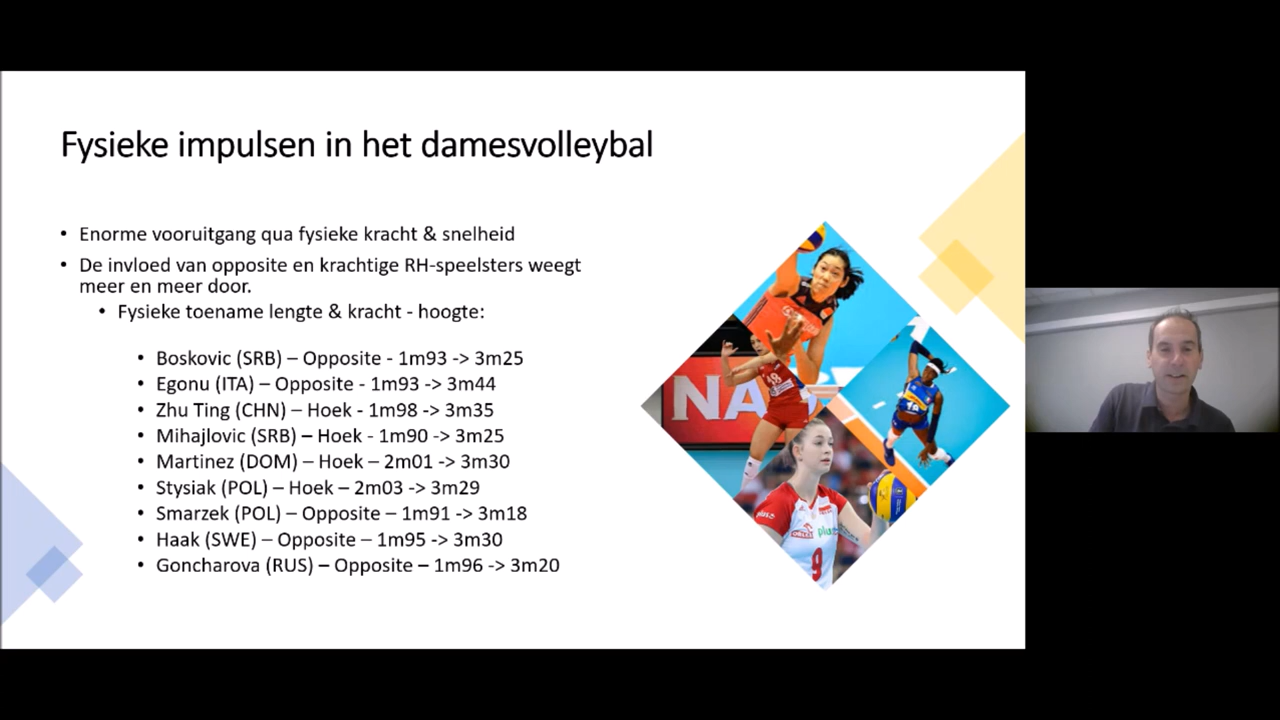 Fysieke impulsen in het damesvolleybal
• Enorme vooruitgang qua fysieke kracht & snelheid
• De invloed van opposite en krachtige RH-speelsters weegt
meer en meer door.
• Fysieke toename lengte & kracht - hoogte:
• Boskovic (SRB) – Opposite - 1m93 -> 3m25
• Egonu (ITA) – Opposite - 1m93 -> 3m44
• Zhu Ting (CHN) – Hoek - 1m98 -> 3m35
• Mihajlovic (SRB) – Hoek - 1m90 -> 3m25
• Martinez (DOM) – Hoek – 2m01 -> 3m30
• Stysiak (POL) – Hoek – 2m03 -> 3m29
• Smarzek (POL) – Opposite – 1m91 -> 3m18
• Haak (SWE) – Opposite – 1m95 -> 3m30
• Goncharova (RUS) – Opposite – 1m96 -> 3m20
NA
18
9